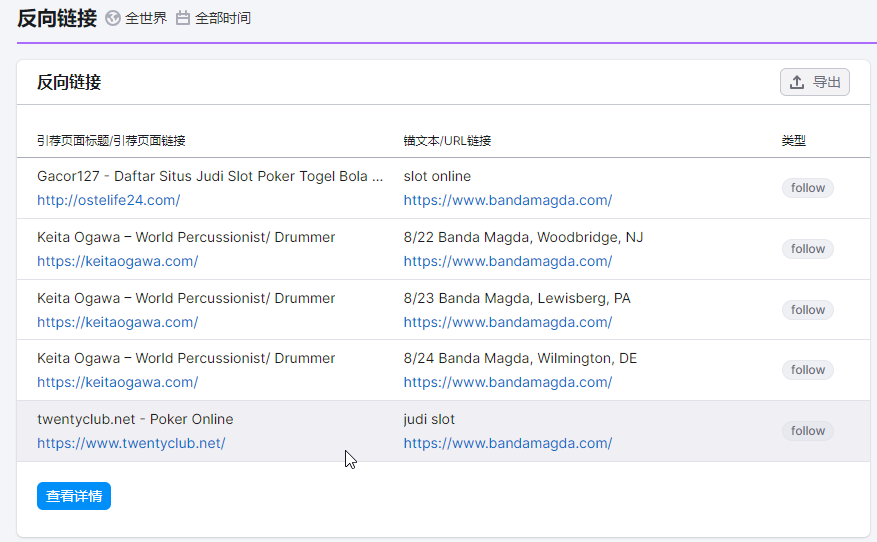 反向链接 全世界 全部时间
反向链接 导出
引荐页面标题/引荐页面链接 锚文本/URL链接 类型
Gacor127 - Daftar Situs Judi Slot Poker Togel Bola ... slot online
follow
http://ostelife24.com/ https://www.bandamagda.com/
Keita Ogawa – World Percussionist/ Drummer 8/22 Banda Magda, Woodbridge, NJ
follow
https://keitaogawa.com/ https://www.bandamagda.com/
Keita Ogawa – World Percussionist/ Drummer 8/23 Banda Magda, Lewisberg, PA
follow
https://keitaogawa.com/ https://www.bandamagda.com/
Keita Ogawa – World Percussionist/ Drummer 8/24 Banda Magda, Wilmington, DE
follow
https://keitaogawa.com/ https://www.bandamagda.com/
twentyclub.net - Poker Online judi slot
follow
https://www.twentyclub.net/ https://www.bandamagda.com/
查看详情